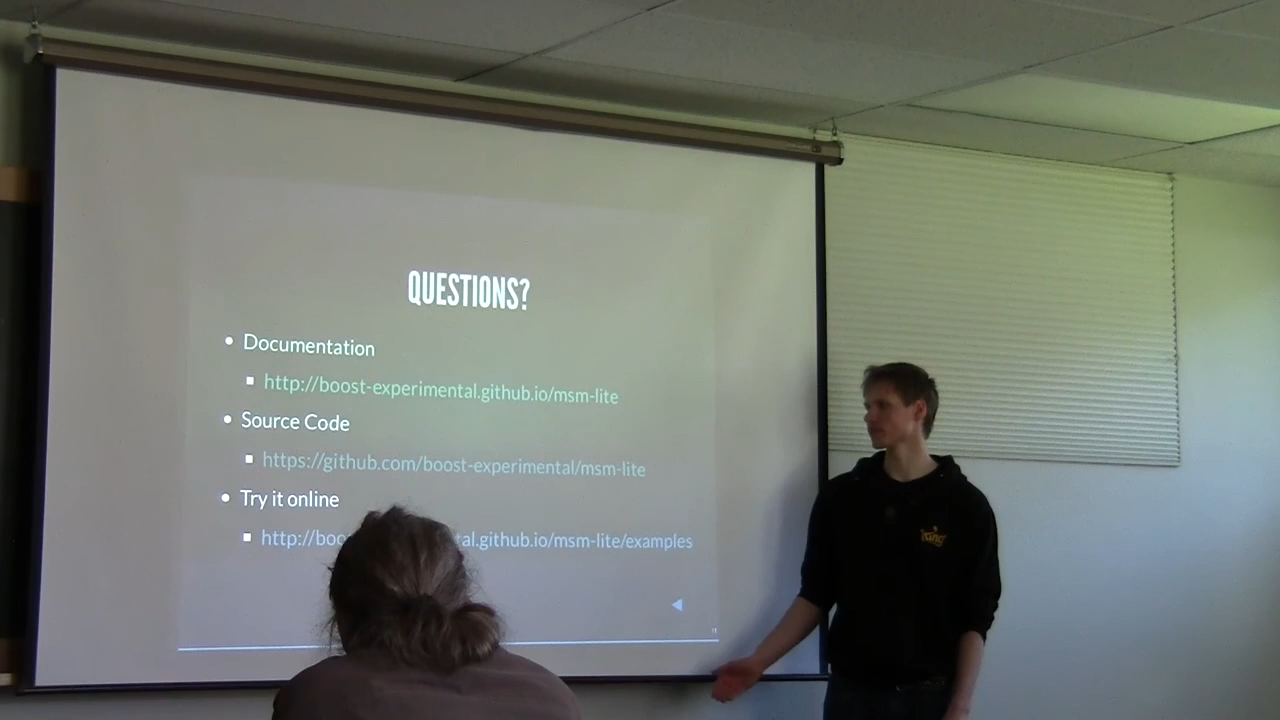 QUESTIONS?
Documentation
http://boost-experimental.github.io/msm-lite
Source Code
https://github.com/boost-experimental/msm-lite
Try it online
http://boo tal.github.io/msm-lite/examples
King